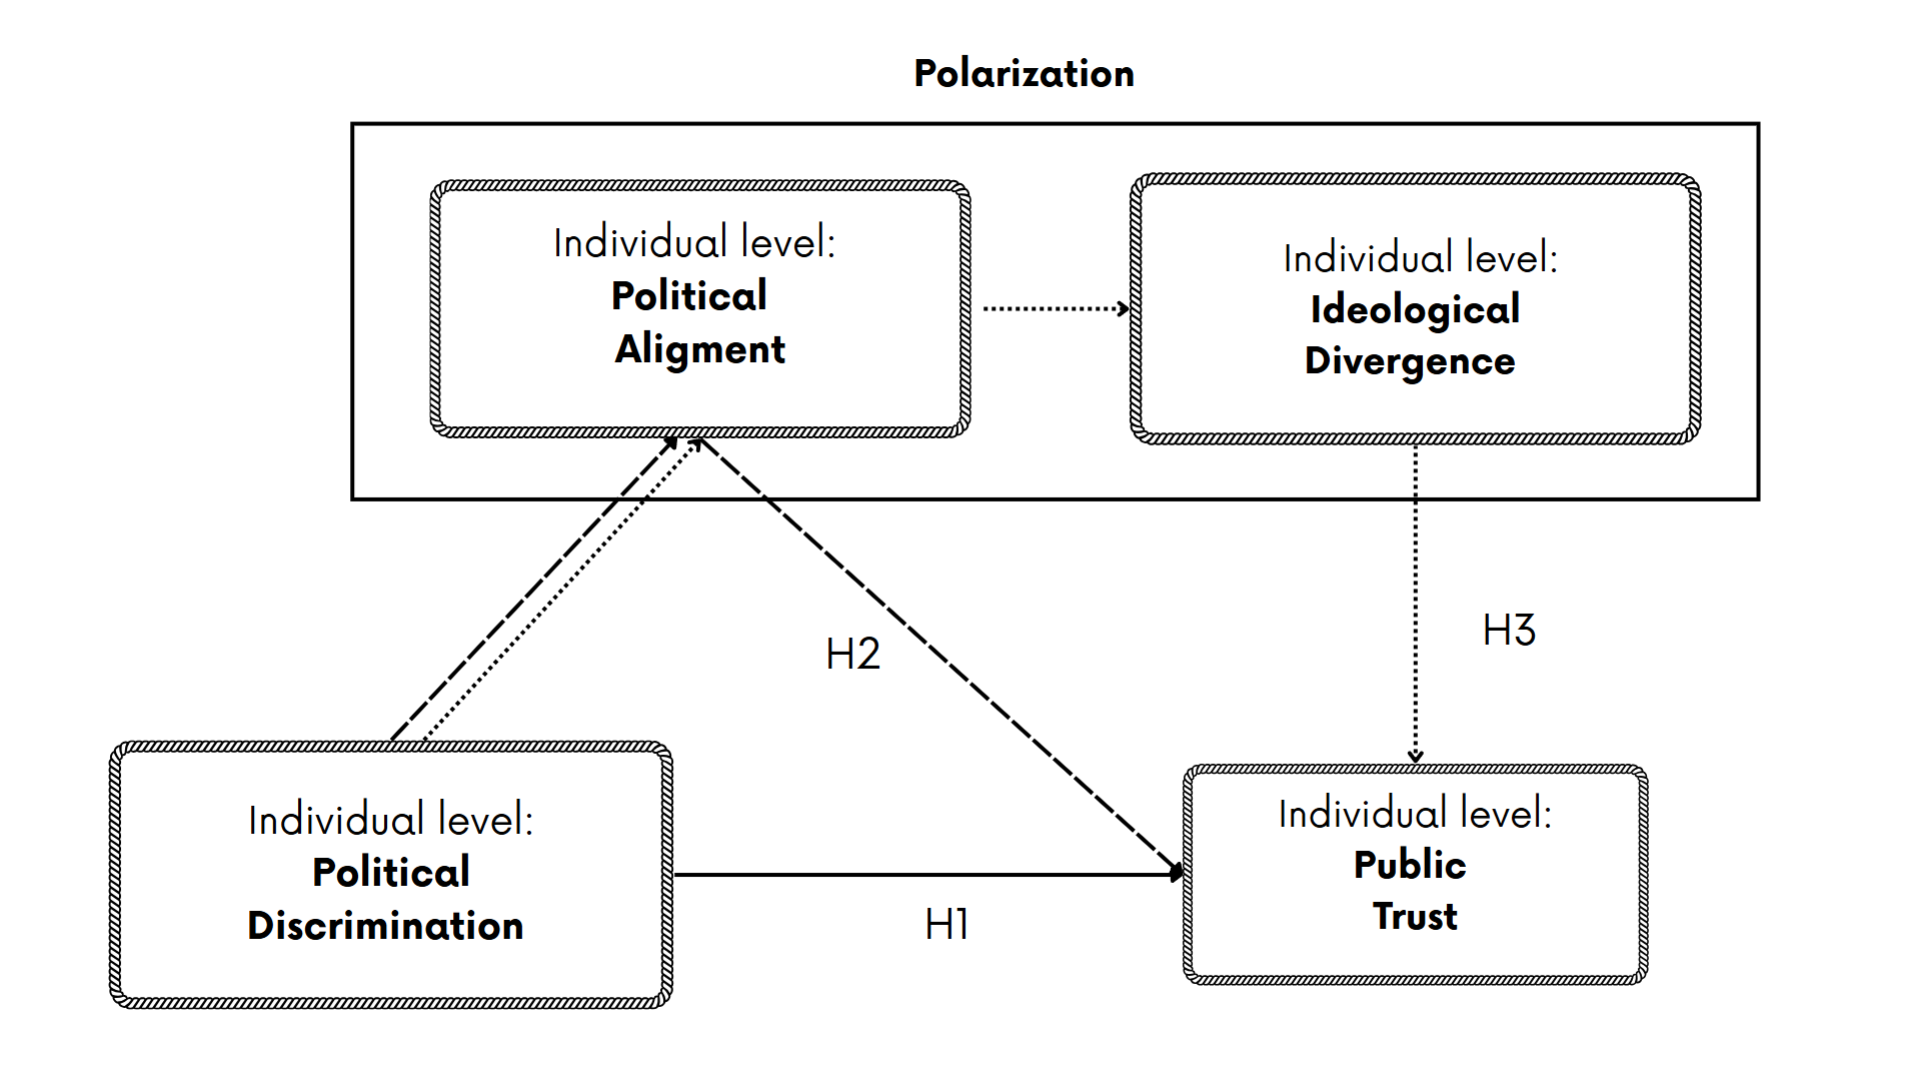 Polarization
Individual level:
Political
Aligment
Individual level:
Ideological
Divergence
H2
H3
Individual level:
Political
Discrimination
H1
Individual level:
Public
Trust